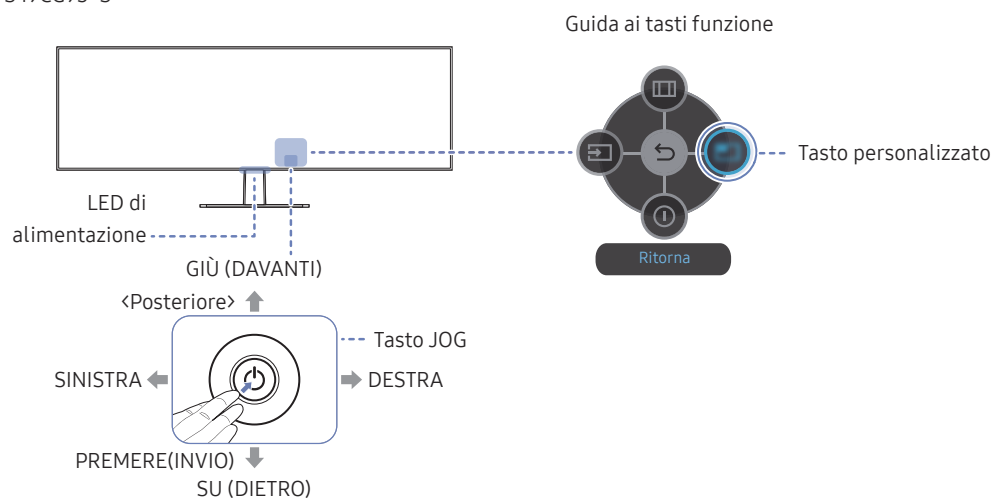 Guida ai tasti funzione
Tasto personalizzato
LED di
alimentazione
Ritorna
GIÙ (DAVANTI)
<Posteriore>
Tasto JOG
SINISTRA
DESTRA
PREMERE(INVIO)
SU (DIETRO)